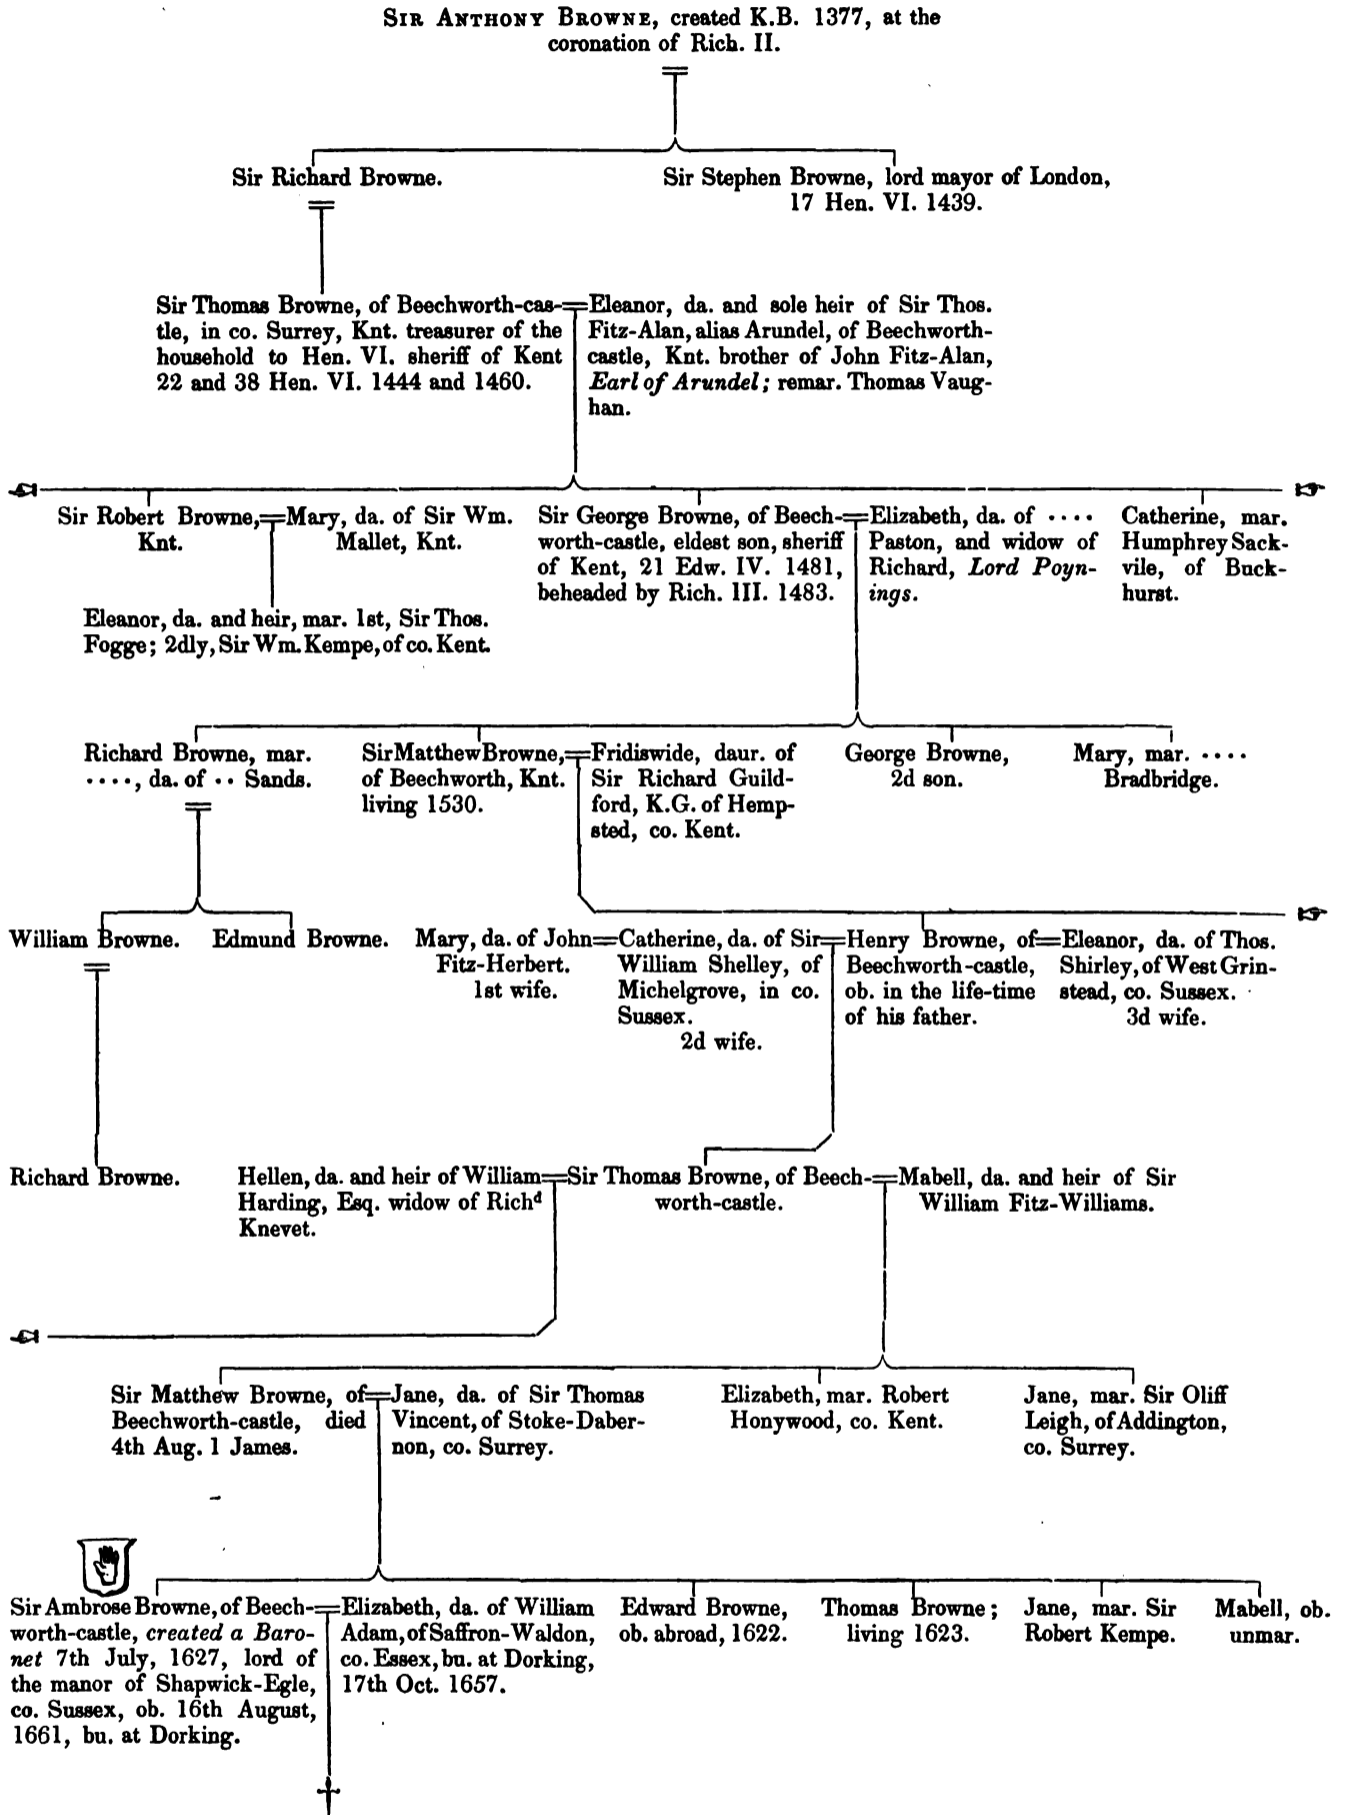 SIR ANTHONY BROWNE, created K.B. 1377, at the
coronation of Rich. II.
Sir Richard Browne.
Sir Stephen Browne, lord mayor of London,
17 Hen. VI. 1439.
Sir Thomas Browne, of Beechworth-cas-
tle, in co. Surrey, Knt. treasurer of the
household to Hen. VI. sheriff of Kent
22 and 38 Hen. VI. 1444 and 1460.
Eleanor, da. and sole heir of Sir Thos.
Fitz-Alan, alias Arundel, of Beechworth-
castle, Knt. brother of John Fitz-Alan,
Earl of Arundel; remar. Thomas Vaug-
han.
Sir Robert Browne,
Knt.
Mary, da. of Sir Wm.
Mallet, Knt.
Sir George Browne, of Beech-
worth-castle, eldest son, sheriff
of Kent, 21 Edw. IV. 1481,
beheaded by Rich. III. 1483.
Elizabeth, da. of ....
Paston, and widow of
Richard, Lord Poyn-
ings.
Catherine, mar.
Humphrey Sack-
vile, of Buck-
hurst.
Eleanor, da. and heir, mar. 1st, Sir Thos.
Fogge; 2dly, Sir Wm. Kempe, of co. Kent.
Richard Browne, mar.
...., da. of .. Sands.
Sir Matthew Browne,
of Beechworth, Knt.
living 1530.
Fridiswide, daur. of
Sir Richard Guild-
ford, K.G. of Hemp-
sted, co. Kent.
George Browne,
2d son.
Mary, mar. ....
Bradbridge.
William Browne.
Edmund Browne.
Mary, da. of John
Fitz-Herbert.
1st wife.
Catherine, da. of Sir
William Shelley, of
Michelgrove, in co.
Sussex.
2d wife.
Henry Browne, of
Beechworth-castle,
ob. in the life-time
of his father.
Eleanor, da. of Thos.
Shirley, of West Grin-
stead, co. Sussex.
3d wife.
Richard Browne.
Hellen, da. and heir of William
Harding, Esq. widow of Richd
Knevet.
Sir Thomas Browne, of Beech-
worth-castle.
Mabell, da. and heir of Sir
William Fitz-Williams.
Sir Matthew Browne, of
Beechworth-castle, died
4th Aug. 1 James.
Jane, da. of Sir Thomas
Vincent, of Stoke-Daber-
non, co. Surrey.
Elizabeth, mar. Robert
Honywood, co. Kent.
Jane, mar. Sir Oliff
Leigh, of Addington,
co. Surrey.
Sir Ambrose Browne, of Beech-
worth-castle, created a Baro-
net 7th July, 1627, lord of
the manor of Shapwick-Egle,
co. Sussex, ob. 16th August,
1661, bu. at Dorking.
Elizabeth, da. of William
Adam, of Saffron-Waldon,
co. Essex, bu. at Dorking,
17th Oct. 1657.
Edward Browne,
ob. abroad, 1622.
Thomas Browne;
living 1623.
Jane, mar. Sir
Robert Kempe.
Mabell, ob.
unmar.